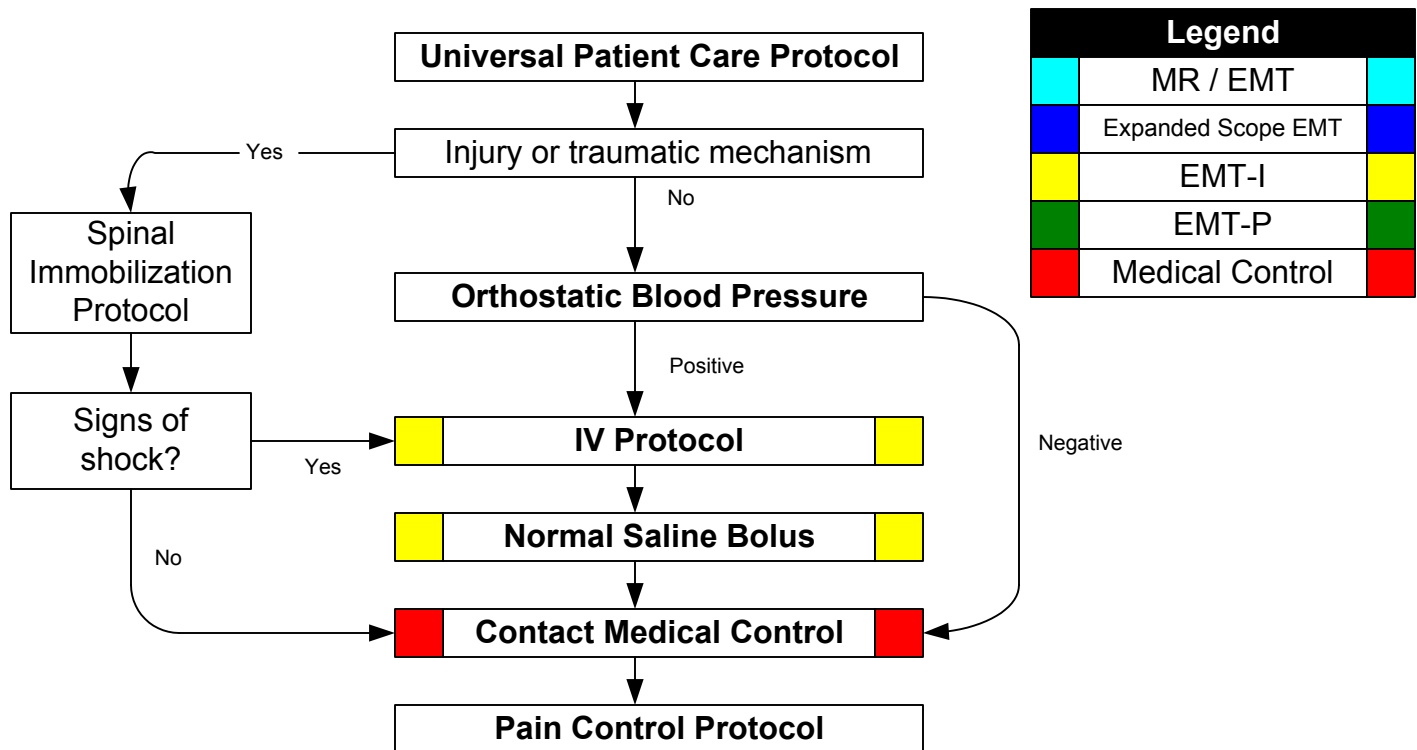 Universal Patient Care Protocol
Legend
MR / EMT
Expanded Scope EMT
EMT-I
EMT-P
Medical Control
Yes
Injury or traumatic mechanism
No
Spinal
Immobilization
Protocol
Orthostatic Blood Pressure
Positive
Negative
Signs of
shock?
Yes
IV Protocol
Normal Saline Bolus
No
Contact Medical Control
Pain Control Protocol